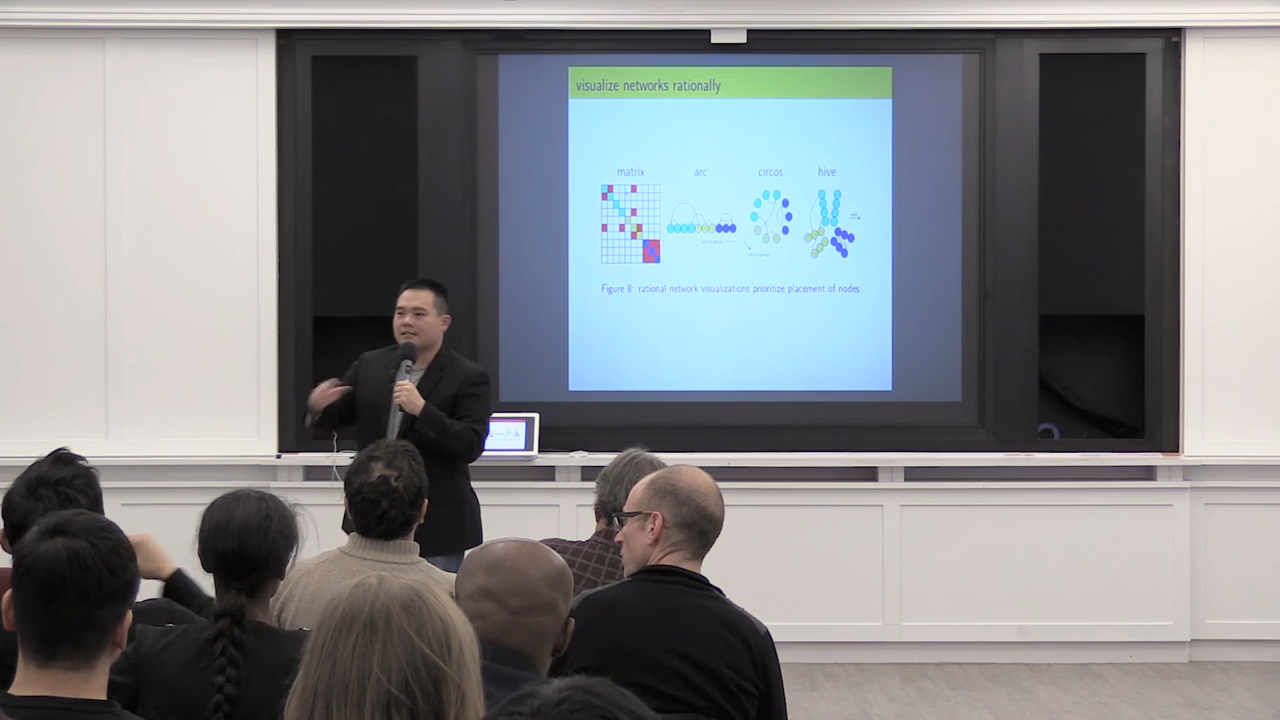 visualize networks rationally
matrix arc circos hive
Figure 8: rational network visualizations prioritize placement of nodes